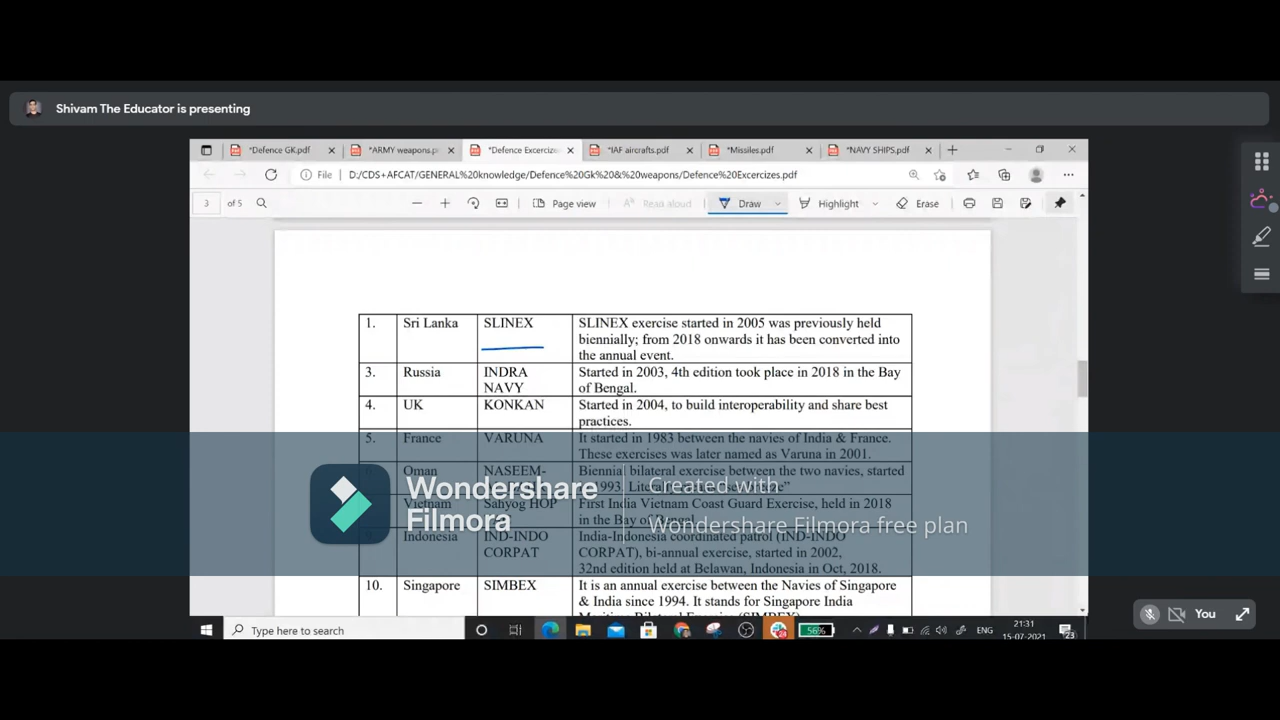 Shivam The Educator is presenting
*Defence GK.pdf
*ARMY weapons.p
*Defence Excercize
*IAF aircrafts.pdf
*Missiles.pdf
*NAVY SHIPS.pdf
File D:/CDS+AFCAT/GENERAL%20knowledge/Defence%20Gk%20&%20weapons/Defence%20Excercizes.pdf
3 of 5 Page view Read aloud Draw Highlight Erase
1. Sri Lanka SLINEX SLINEX exercise started in 2005 was previously held
biennially; from 2018 onwards it has been converted into
the annual event.
3. Russia INDRA Started in 2003, 4th edition took place in 2018 in the Bay
NAVY of Bengal.
4. UK KONKAN Started in 2004, to build interoperability and share best
practices.
5. France VARUNA It started in 1983 between the navies of India & France.
These exercises was later named as Varuna in 2001.
Oman NASEEM- Biennial bilateral exercise between the two navies, started
1993.
Vietnam Sahyog HOP First India Vietnam Coast Guard Exercise, held in 2018
in the Bay of Bengal
Indonesia IND-INDO India-Indonesia coordinated patrol (IND-INDO
CORPAT CORPAT), bi-annual exercise, started in 2002,
32nd edition held at Belawan, Indonesia in Oct, 2018.
10. Singapore SIMBEX It is an annual exercise between the Navies of Singapore
& India since 1994. It stands for Singapore India
Wondershare
Filmora
Created with
Wondershare Filmora free plan
Type here to search
56%
ENG
21:31
15-07-2021
23
You